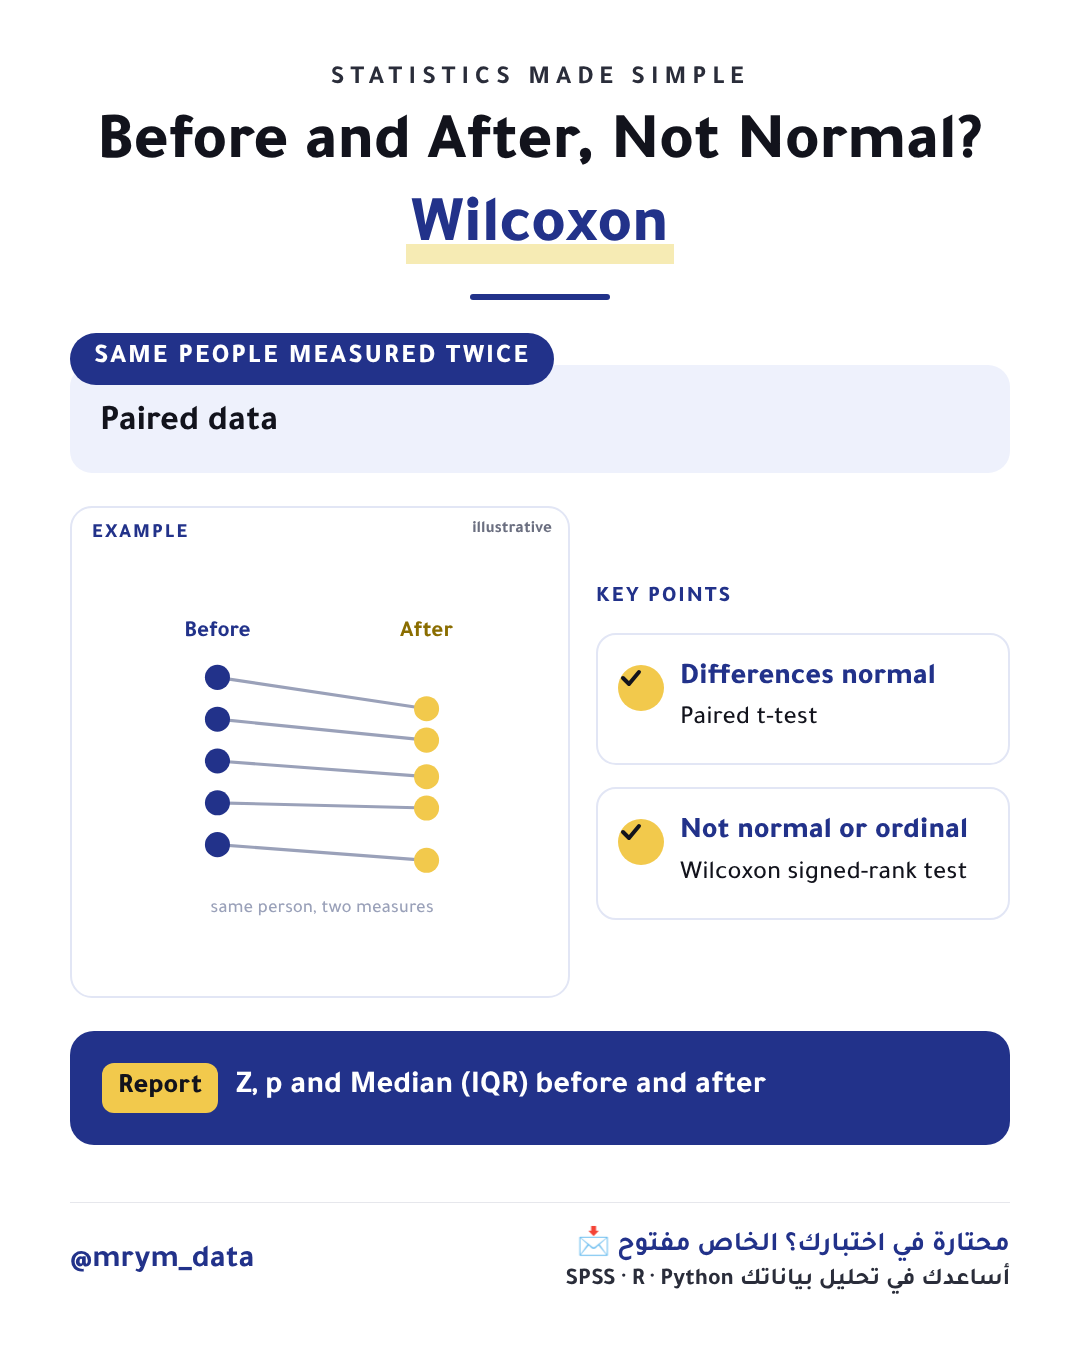 STATISTICS MADE SIMPLE
Before and After, Not Normal?
Wilcoxon
SAME PEOPLE MEASURED TWICE
Paired data
EXAMPLE
illustrative
Before
After
same person, two measures
KEY POINTS
Differences normal
Paired t-test
Not normal or ordinal
Wilcoxon signed-rank test
Report
Z, p and Median (IQR) before and after
@mrym_data
محتارة في اختبارك؟ الخاص مفتوح 📩
أساعدك في تحليل بياناتك SPSS · R · Python